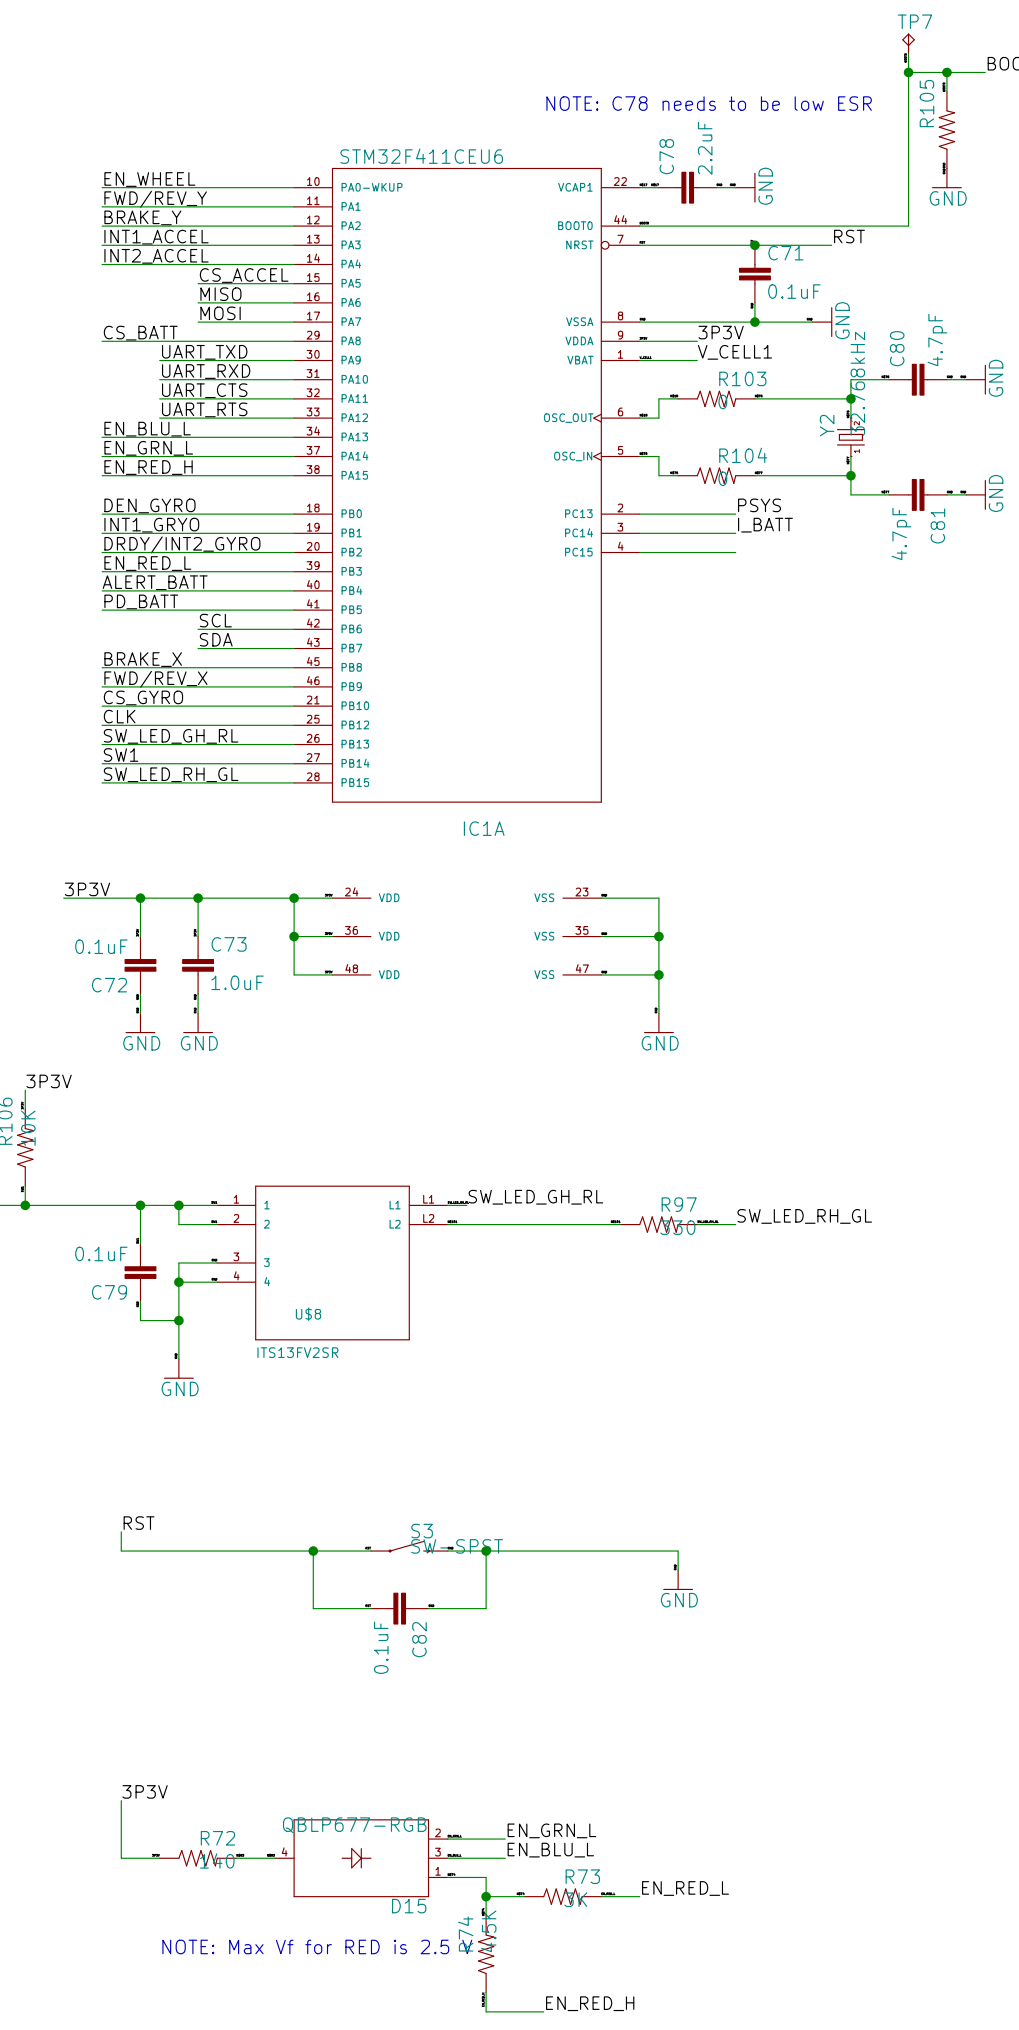 TP7
BOO
R105
GND
NOTE: C78 needs to be low ESR
STM32F411CEU6
C78
2.2uF
GND
EN_WHEEL 10 PA0-WKUP VCAP1 22
FWD/REV_Y 11 PA1
BRAKE_Y 12 PA2 BOOT0 44
INT1_ACCEL 13 PA3 NRST 7 RST
INT2_ACCEL 14 PA4
C71
0.1uF
CS_ACCEL 15 PA5
MISO 16 PA6
MOSI 17 PA7 VSSA 8 GND
CS_BATT 29 PA8 VDDA 9 3P3V
UART_TXD 30 PA9 VBAT 1 V_CELL1
UART_RXD 31 PA10
UART_CTS 32 PA11
UART_RTS 33 PA12 OSC_OUT 6
R103
0
C80
4.7pF
GND
Y2
32.768kHz
2
1
EN_BLU_L 34 PA13
EN_GRN_L 37 PA14 OSC_IN 5
EN_RED_H 38 PA15
R104
0
C81
4.7pF
GND
DEN_GYRO 18 PB0 PC13 2 PSYS
INT1_GRYO 19 PB1 PC14 3 I_BATT
DRDY/INT2_GYRO 20 PB2 PC15 4
EN_RED_L 39 PB3
ALERT_BATT 40 PB4
PD_BATT 41 PB5
SCL 42 PB6
SDA 43 PB7
BRAKE_X 45 PB8
FWD/REV_X 46 PB9
CS_GYRO 21 PB10
CLK 25 PB12
SW_LED_GH_RL 26 PB13
SW1 27 PB14
SW_LED_RH_GL 28 PB15
IC1A
3P3V
24 VDD VSS 23
36 VDD VSS 35
48 VDD VSS 47
0.1uF
C72
C73
1.0uF
GND
GND
GND
3P3V
R106
10K
1 1 L1 L1 SW_LED_GH_RL
2 2 L2 L2
R97
330
SW_LED_RH_GL
3 3
4 4
0.1uF
C79
U$8
ITS13FV2SR
GND
RST
S3
SW-SPST
GND
0.1uF
C82
3P3V
QBLP677-RGB
R72
140
4
2 EN_GRN_L
3 EN_BLU_L
1
D15
R73
3K
EN_RED_L
R74
4.5K
NOTE: Max Vf for RED is 2.5 V
EN_RED_H